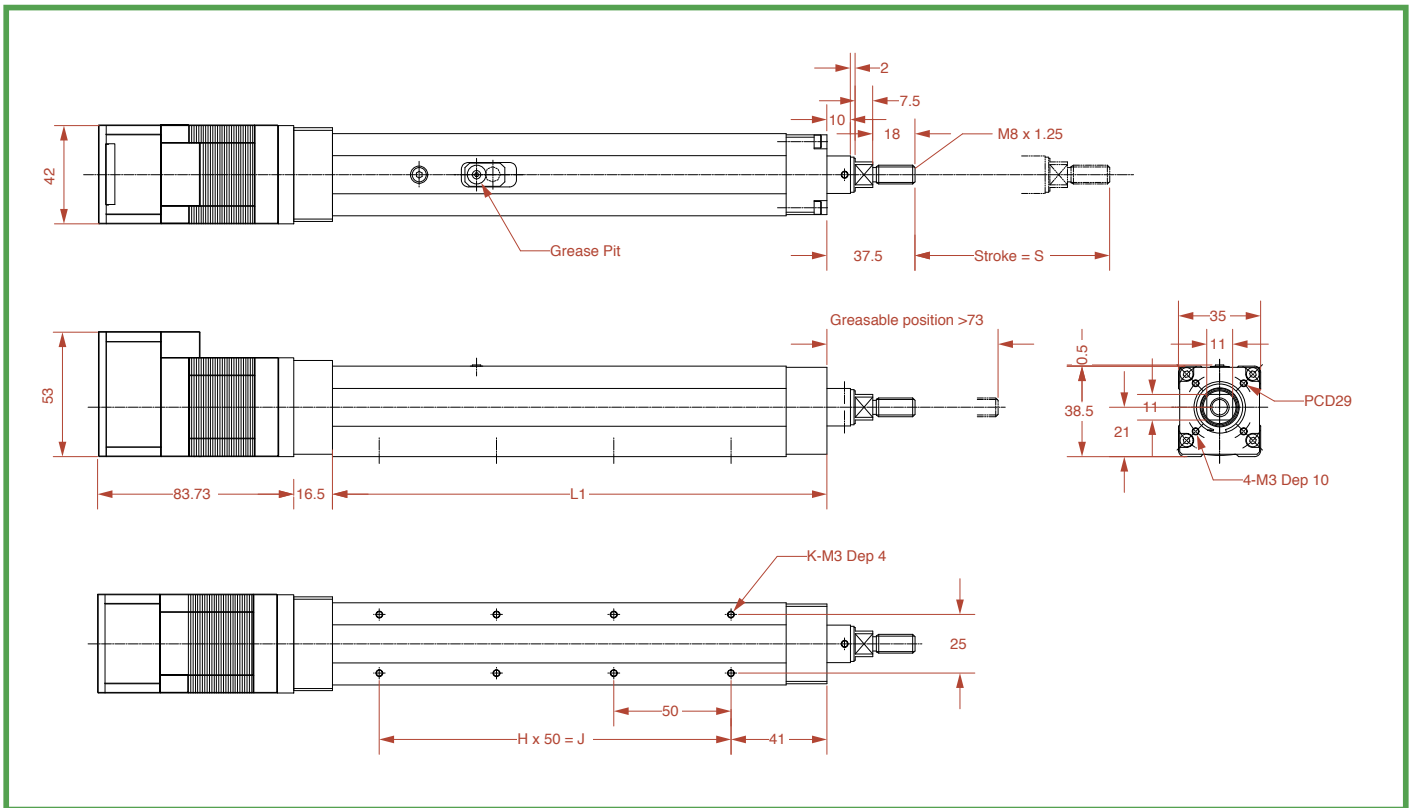 2
7.5
10
18
M8 x 1.25
42
Grease Pit
37.5
Stroke = S
Greasable position >73
35
11
0.5
53
38.5
11
PCD29
21
4-M3 Dep 10
83.73
16.5
L1
K-M3 Dep 4
25
50
H x 50 = J
41